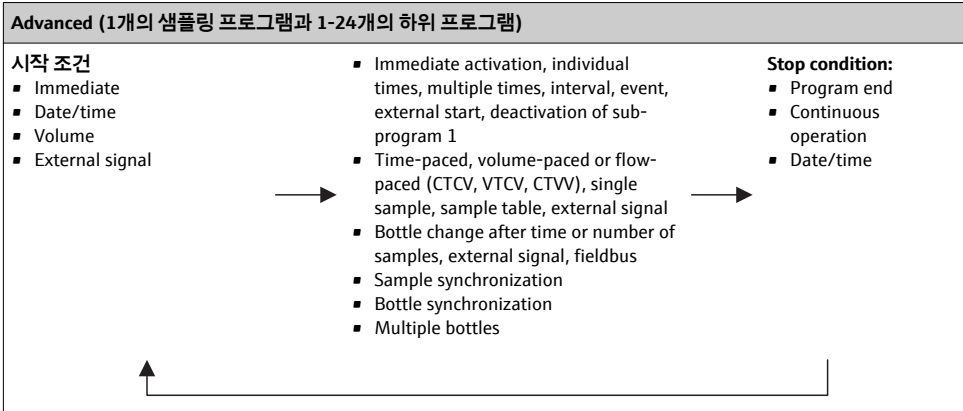 Advanced (1개의 샘플링 프로그램과 1-24개의 하위 프로그램)
시작 조건
▪ Immediate
▪ Date/time
▪ Volume
▪ External signal
▪ Immediate activation, individual
times, multiple times, interval, event,
external start, deactivation of sub-
program 1
▪ Time-paced, volume-paced or flow-
paced (CTCV, VTCV, CTVV), single
sample, sample table, external signal
▪ Bottle change after time or number of
samples, external signal, fieldbus
▪ Sample synchronization
▪ Bottle synchronization
▪ Multiple bottles
Stop condition:
▪ Program end
▪ Continuous
operation
▪ Date/time